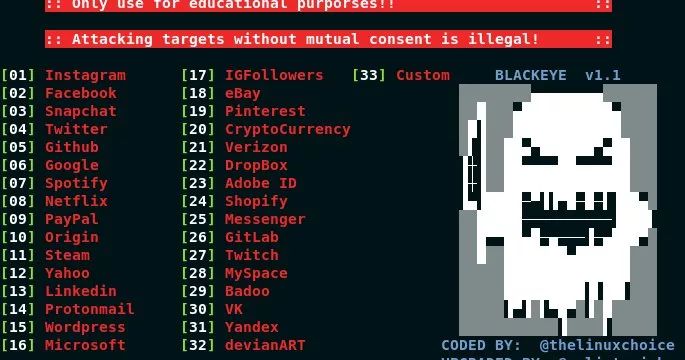 :: Only use for educational purporses!! ::
:: Attacking targets without mutual consent is illegal! ::
[01] Instagram [17] IGFollowers [33] Custom BLACKEYE v1.1
[02] Facebook [18] eBay
[03] Snapchat [19] Pinterest
[04] Twitter [20] CryptoCurrency
[05] Github [21] Verizon
[06] Google [22] DropBox
[07] Spotify [23] Adobe ID
[08] Netflix [24] Shopify
[09] PayPal [25] Messenger
[10] Origin [26] GitLab
[11] Steam [27] Twitch
[12] Yahoo [28] MySpace
[13] Linkedin [29] Badoo
[14] Protonmail [30] VK
[15] Wordpress [31] Yandex
[16] Microsoft [32] devianART CODED BY: @thelinuxchoice